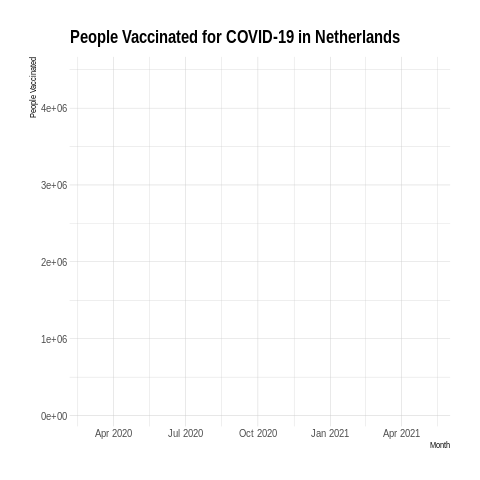 People Vaccinated for COVID-19 in Netherlands
People Vaccinated
4e+06
3e+06
2e+06
1e+06
0e+00
Apr 2020 Jul 2020 Oct 2020 Jan 2021 Apr 2021
Month